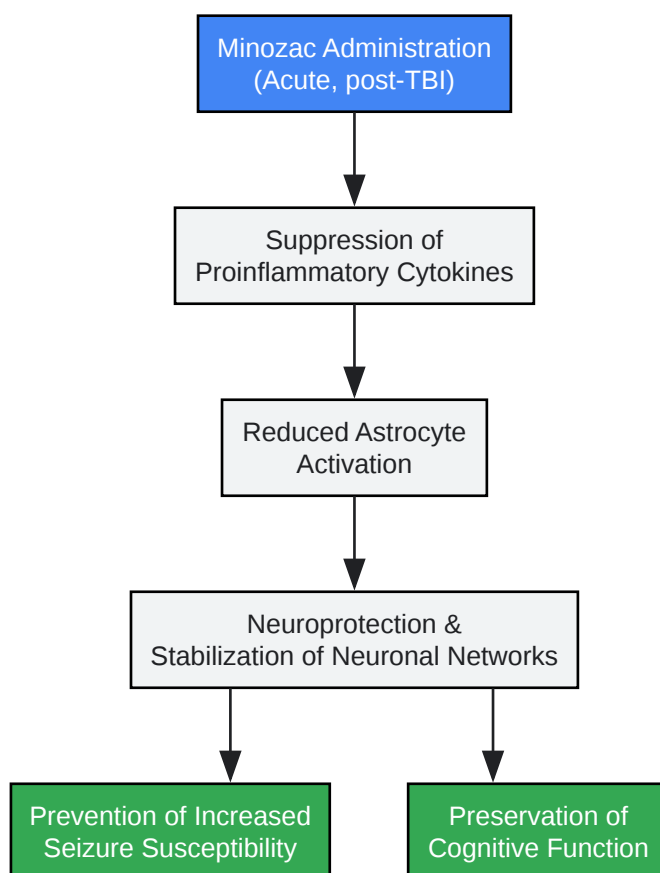 Minozac Administration
(Acute, post-TBI)
Suppression of
Proinflammatory Cytokines
Reduced Astrocyte
Activation
Neuroprotection &
Stabilization of Neuronal Networks
Prevention of Increased
Seizure Susceptibility
Preservation of
Cognitive Function